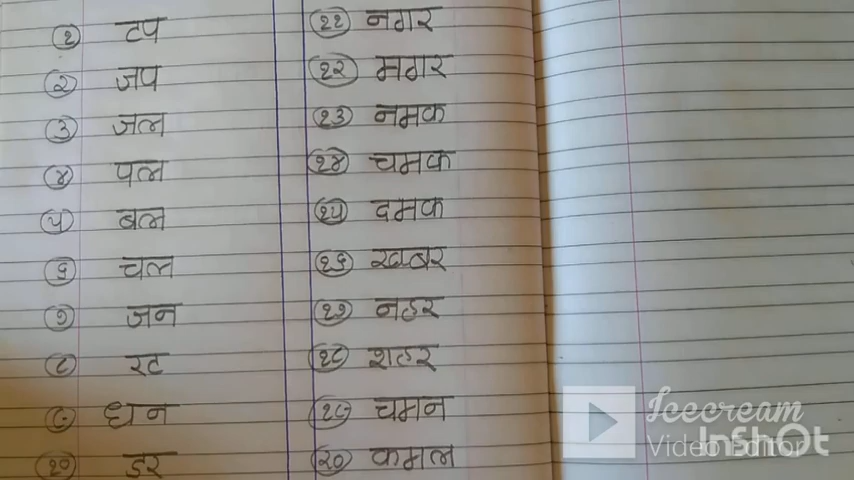 १ टप
२ जप
३ जल
४ पल
५ बल
६ चल
७ जन
८ रट
९ धन
१० डर
११ नगर
१२ मगर
१३ नमक
१४ चमक
१५ दमक
१६ खबर
१७ नहर
१८ शहर
१९ चमन
२० कमल
Icecream
Video Editor
InShOt